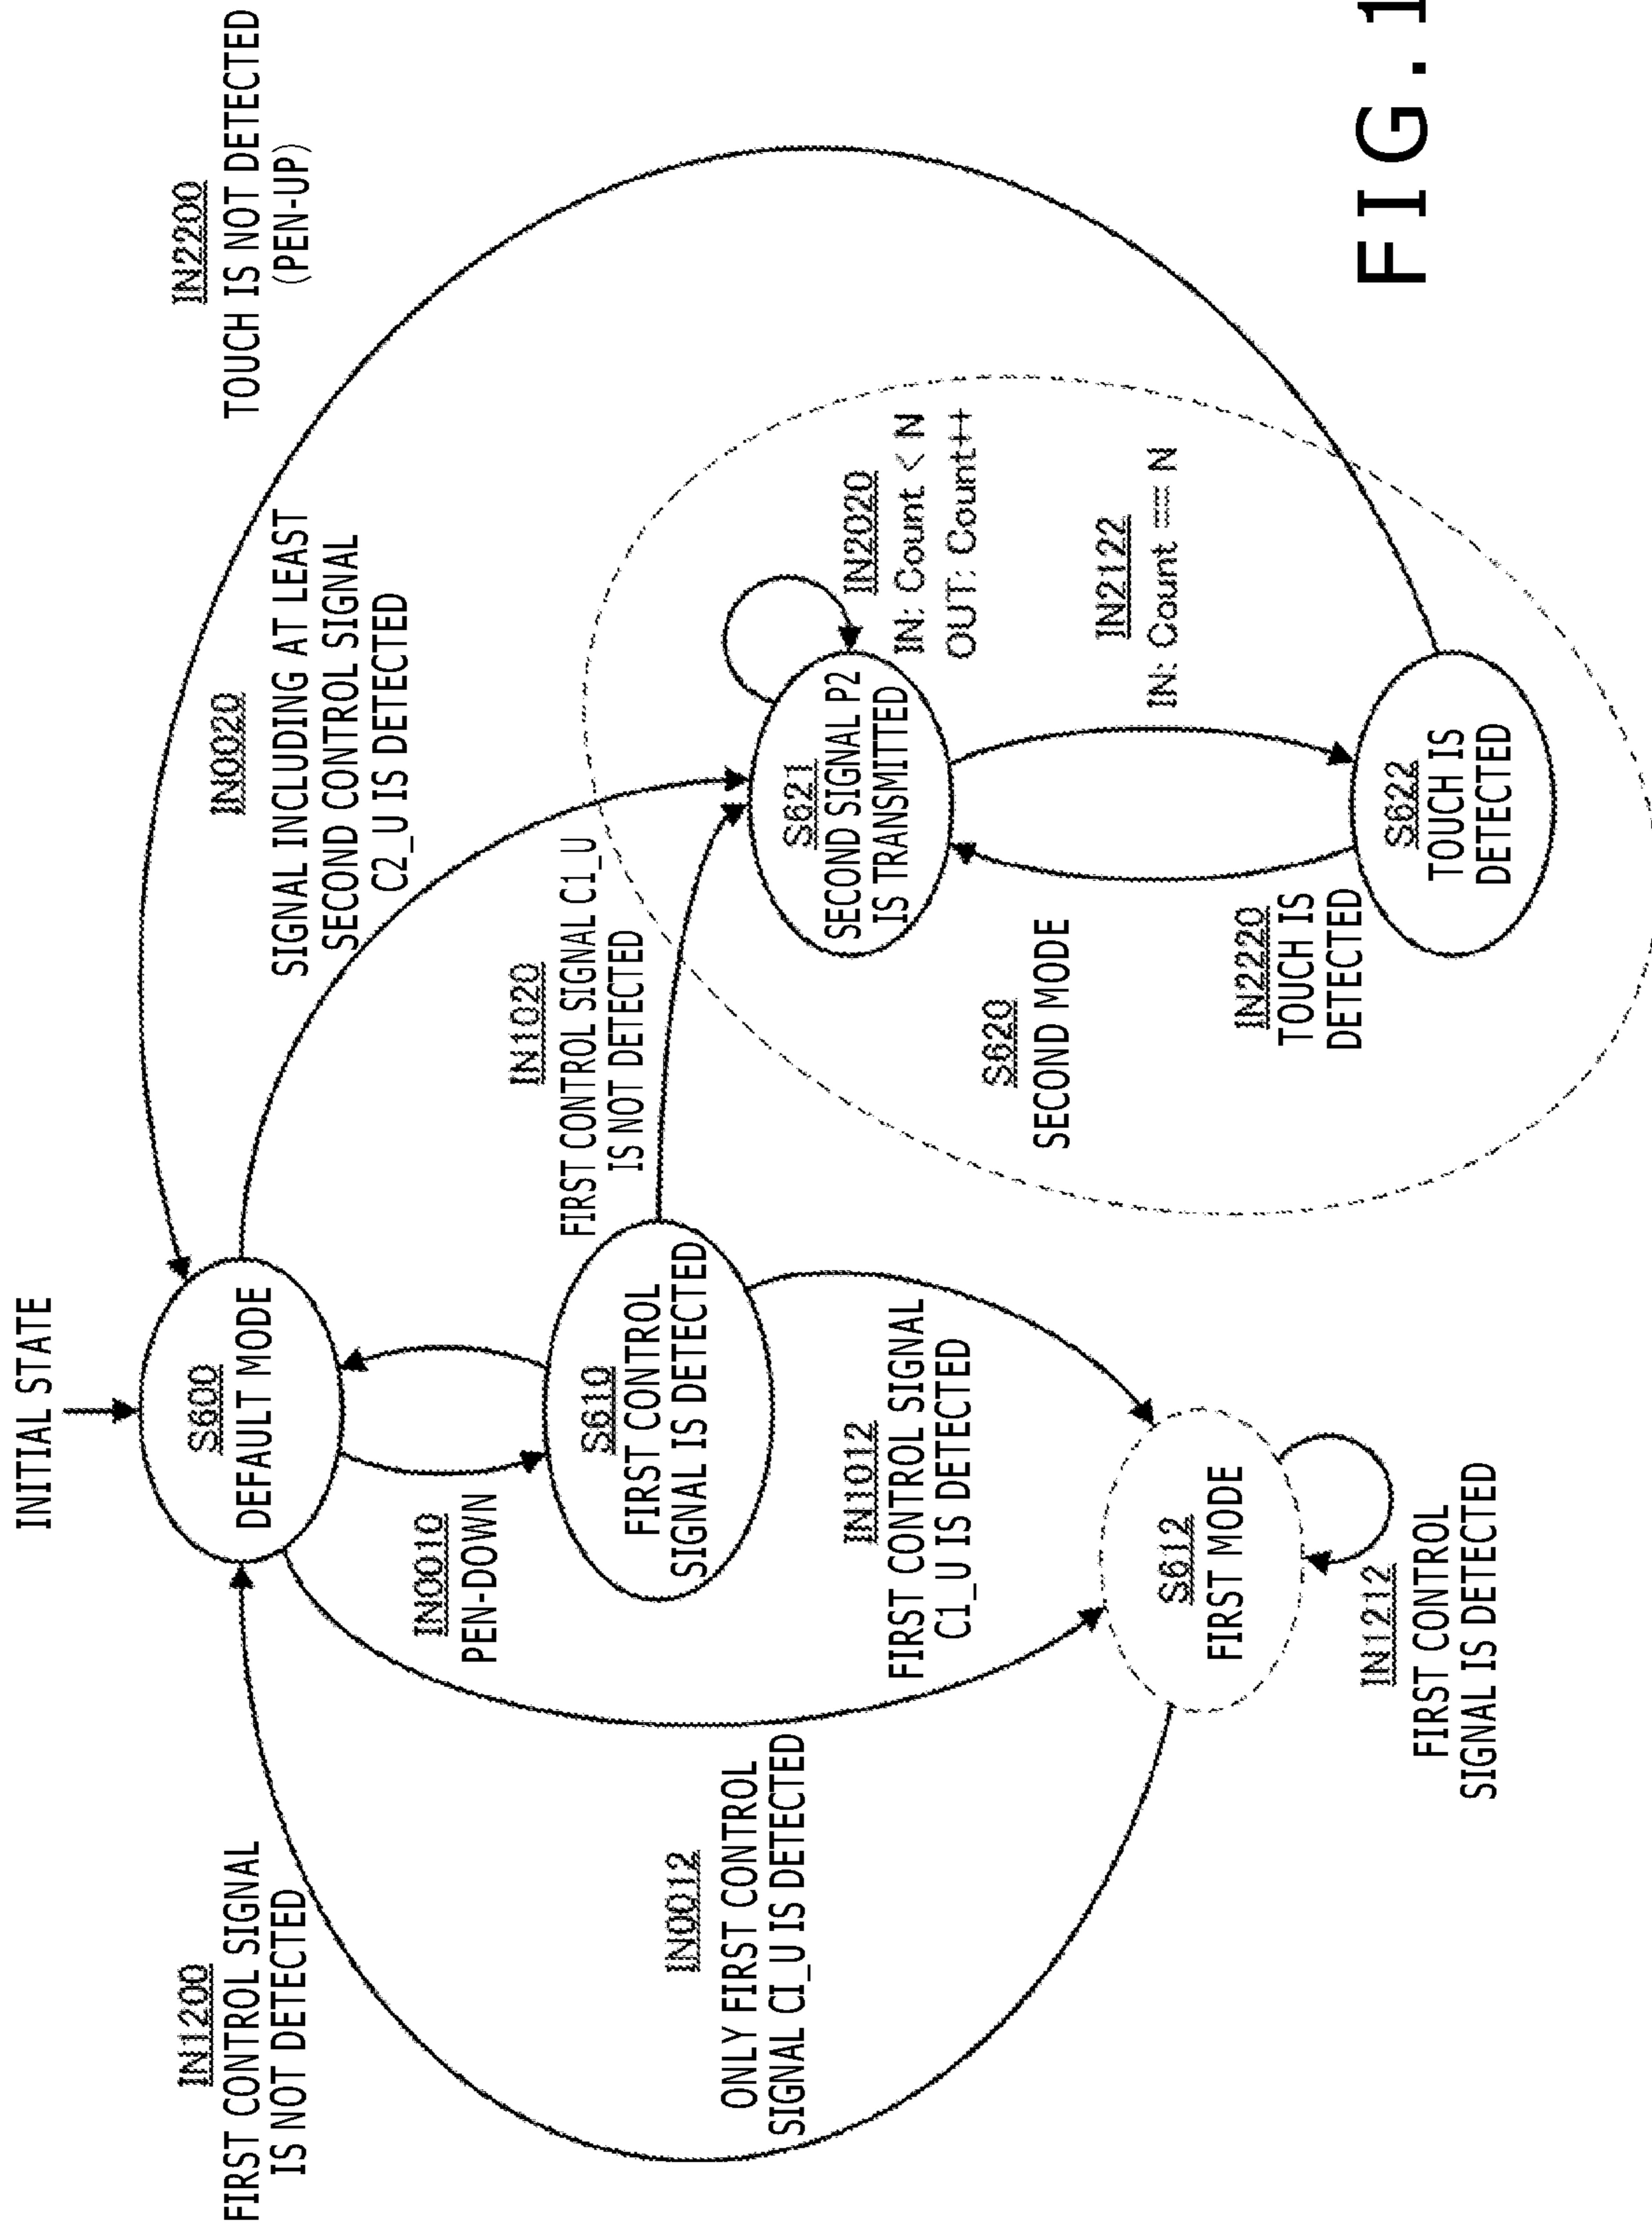 INITIAL STATE
S600
DEFAULT MODE
IN1200
FIRST CONTROL SIGNAL
IS NOT DETECTED
IN2200
TOUCH IS NOT DETECTED
(PEN-UP)
IN0020
SIGNAL INCLUDING AT LEAST
SECOND CONTROL SIGNAL
C2_U IS DETECTED
IN0010
PEN-DOWN
IN1020
FIRST CONTROL SIGNAL C1_U
IS NOT DETECTED
S610
FIRST CONTROL
SIGNAL IS DETECTED
IN0012
ONLY FIRST CONTROL
SIGNAL CI_U IS DETECTED
IN1012
FIRST CONTROL SIGNAL
C1_U IS DETECTED
S621
SECOND SIGNAL P2
IS TRANSMITTED
IN2020
IN: Count < N
OUT: Count++
S620
SECOND MODE
IN2122
IN: Count == N
S612
FIRST MODE
IN2220
TOUCH IS
DETECTED
S622
TOUCH IS
DETECTED
IN1212
FIRST CONTROL
SIGNAL IS DETECTED
FIG. 1